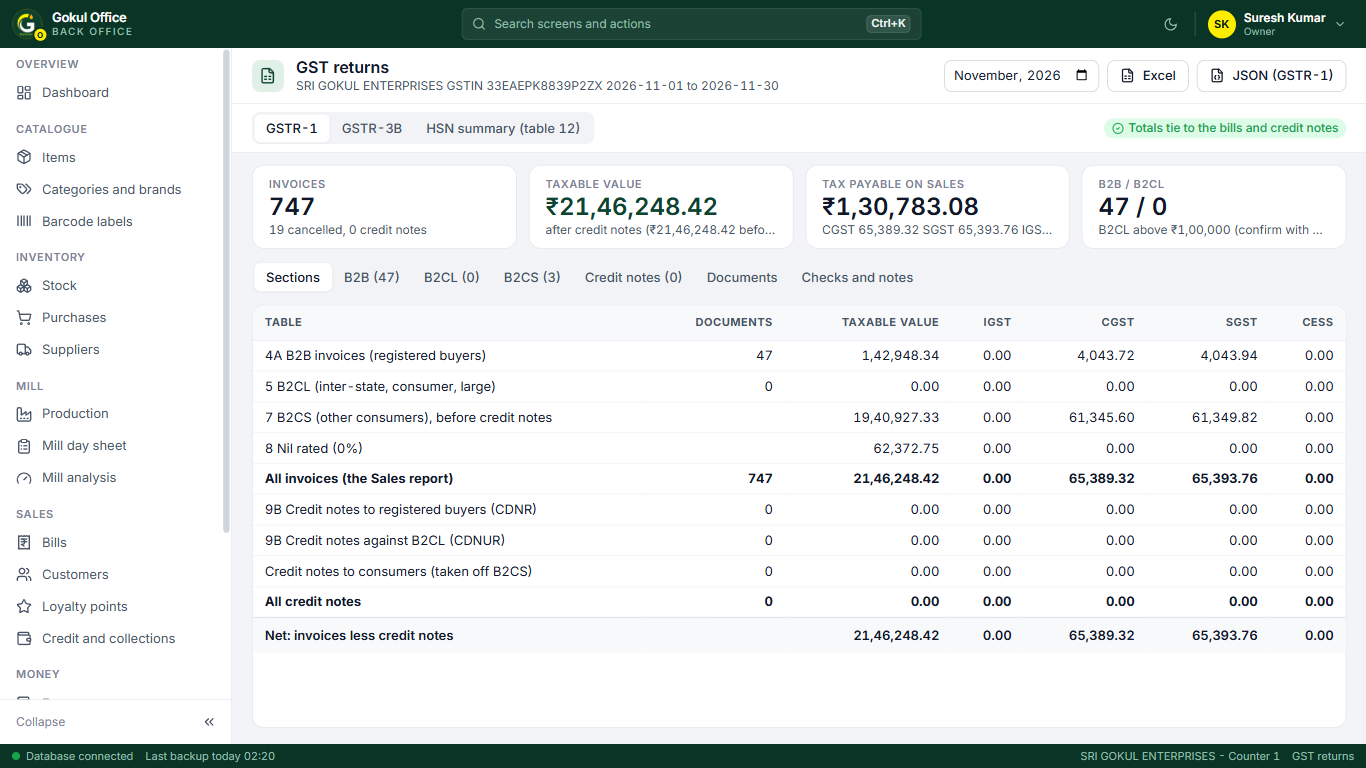 Gokul Office
BACK OFFICE
Search screens and actions
Ctrl+K
SK
Suresh Kumar
Owner
OVERVIEW
Dashboard
CATALOGUE
Items
Categories and brands
Barcode labels
INVENTORY
Stock
Purchases
Suppliers
MILL
Production
Mill day sheet
Mill analysis
SALES
Bills
Customers
Loyalty points
Credit and collections
MONEY
Collapse
GST returns
SRI GOKUL ENTERPRISES GSTIN 33EAEPK8839P2ZX 2026-11-01 to 2026-11-30
November, 2026
Excel
JSON (GSTR-1)
GSTR-1 GSTR-3B HSN summary (table 12)
Totals tie to the bills and credit notes
INVOICES
747
19 cancelled, 0 credit notes
TAXABLE VALUE
₹21,46,248.42
after credit notes (₹21,46,248.42 befo...
TAX PAYABLE ON SALES
₹1,30,783.08
CGST 65,389.32 SGST 65,393.76 IGS...
B2B / B2CL
47 / 0
B2CL above ₹1,00,000 (confirm with ...
Sections B2B (47) B2CL (0) B2CS (3) Credit notes (0) Documents Checks and notes
TABLE DOCUMENTS TAXABLE VALUE IGST CGST SGST CESS
4A B2B invoices (registered buyers) 47 1,42,948.34 0.00 4,043.72 4,043.94 0.00
5 B2CL (inter-state, consumer, large) 0 0.00 0.00 0.00 0.00 0.00
7 B2CS (other consumers), before credit notes 19,40,927.33 0.00 61,345.60 61,349.82 0.00
8 Nil rated (0%) 62,372.75 0.00 0.00 0.00 0.00
All invoices (the Sales report) 747 21,46,248.42 0.00 65,389.32 65,393.76 0.00
9B Credit notes to registered buyers (CDNR) 0 0.00 0.00 0.00 0.00 0.00
9B Credit notes against B2CL (CDNUR) 0 0.00 0.00 0.00 0.00 0.00
Credit notes to consumers (taken off B2CS) 0 0.00 0.00 0.00 0.00 0.00
All credit notes 0 0.00 0.00 0.00 0.00 0.00
Net: invoices less credit notes 21,46,248.42 0.00 65,389.32 65,393.76 0.00
Database connected Last backup today 02:20
SRI GOKUL ENTERPRISES - Counter 1 GST returns